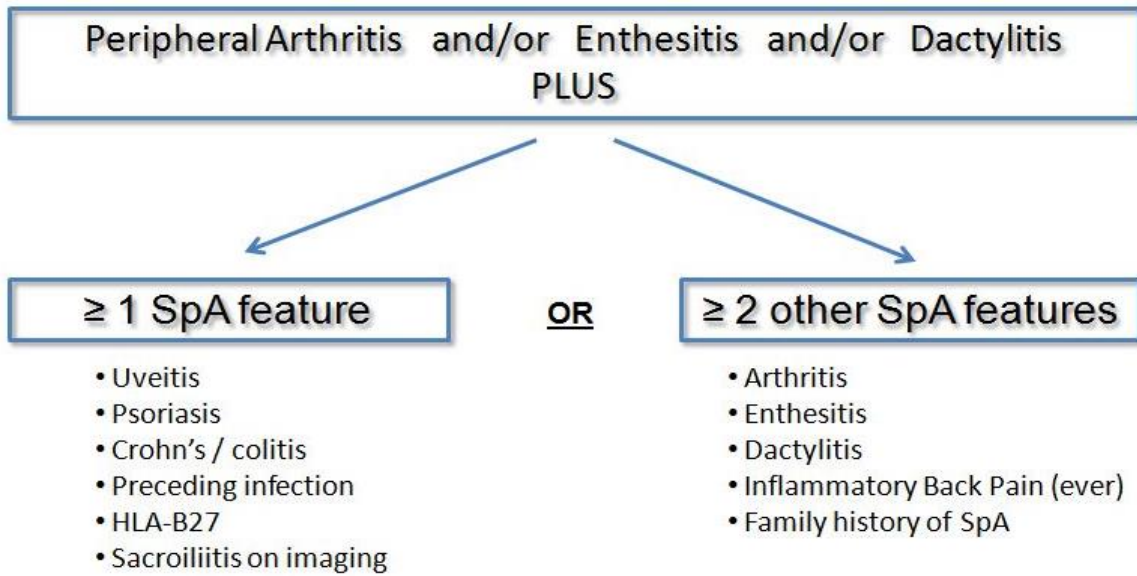 Peripheral Arthritis and/or Enthesitis and/or Dactylitis
PLUS
≥ 1 SpA feature
OR
≥ 2 other SpA features
• Uveitis
• Psoriasis
• Crohn's / colitis
• Preceding infection
• HLA-B27
• Sacroiliitis on imaging
• Arthritis
• Enthesitis
• Dactylitis
• Inflammatory Back Pain (ever)
• Family history of SpA